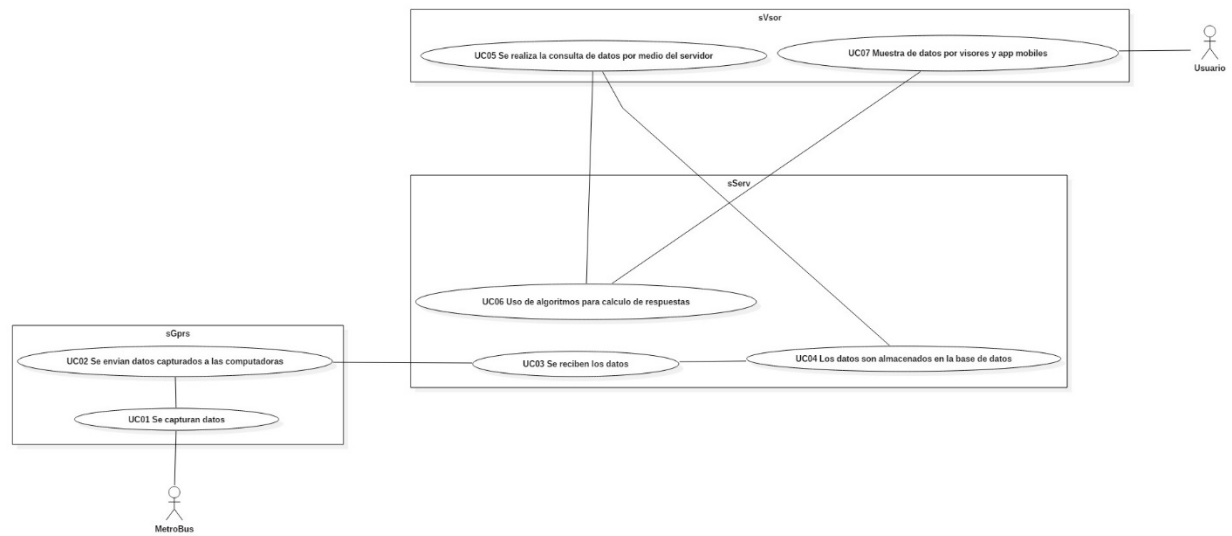 sVsor
UC05 Se realiza la consulta de datos por medio del servidor
UC07 Muestra de datos por visores y app mobiles
Usuario
sServ
UC06 Uso de algoritmos para calculo de respuestas
sGprs
UC02 Se envian datos capturados a las computadoras
UC03 Se reciben los datos
UC04 Los datos son almacenados en la base de datos
UC01 Se capturan datos
MetroBus